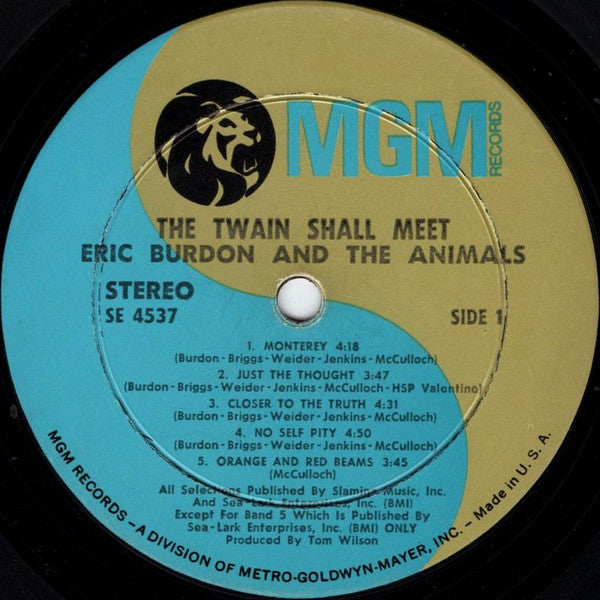 MGM
RECORDS
THE TWAIN SHALL MEET
ERIC BURDON AND THE ANIMALS
STEREO
SE 4537
SIDE 1
1. MONTEREY 4:18
(Burdon-Briggs-Weider-Jenkins-McCulloch)
2. JUST THE THOUGHT 3:47
(Burdon-Briggs-Weider-Jenkins-McCulloch-HSP Valentino)
3. CLOSER TO THE TRUTH 4:31
(Burdon-Briggs-Weider-Jenkins-McCulloch)
4. NO SELF PITY 4:50
(Burdon-Briggs-Weider-Jenkins-McCulloch)
5. ORANGE AND RED BEAMS 3:45
(McCulloch)
All Selections Published By Slamina Music, Inc.
And Sea-Lark Enterprises, Inc. (BMI)
Except For Band 5 Which Is Published By
Sea-Lark Enterprises, Inc. (BMI) ONLY
Produced By Tom Wilson
MGM RECORDS – A DIVISION OF METRO-GOLDWYN-MAYER, INC. – Made in U. S. A.